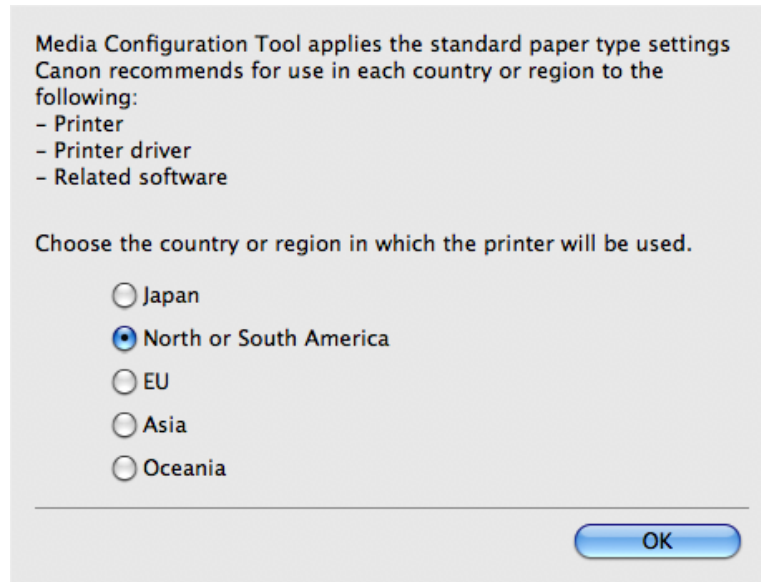 Media Configuration Tool applies the standard paper type settings
Canon recommends for use in each country or region to the
following:
– Printer
– Printer driver
– Related software
Choose the country or region in which the printer will be used.
Japan
North or South America
EU
Asia
Oceania
OK